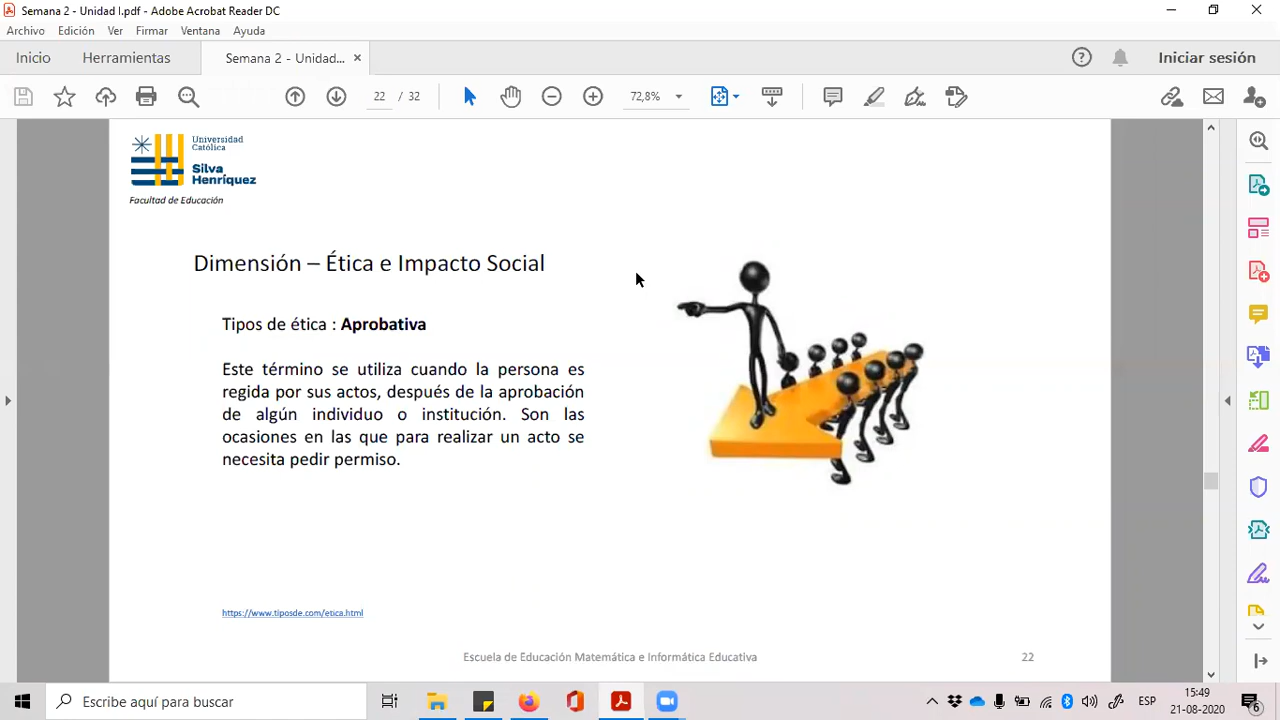 Semana 2 - Unidad I.pdf - Adobe Acrobat Reader DC
Archivo Edición Ver Firmar Ventana Ayuda
Inicio Herramientas Semana 2 - Unidad... × Iniciar sesión
22 / 32 72,8%
Universidad
Católica
Silva
Henríquez
Facultad de Educación
Dimensión – Ética e Impacto Social
Tipos de ética : Aprobativa
Este término se utiliza cuando la persona es
regida por sus actos, después de la aprobación
de algún individuo o institución. Son las
ocasiones en las que para realizar un acto se
necesita pedir permiso.
https://www.tiposde.com/etica.html
Escuela de Educación Matemática e Informática Educativa 22
Escribe aquí para buscar ESP 15:49
21-08-2020 6